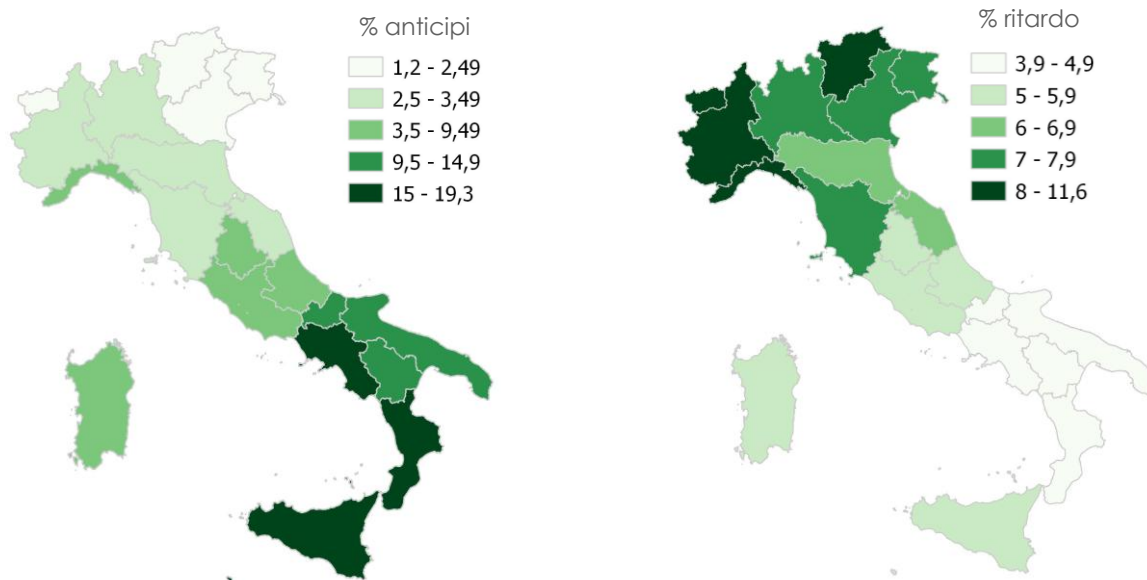 % anticipi
1,2 - 2,49
2,5 - 3,49
3,5 - 9,49
9,5 - 14,9
15 - 19,3
% ritardo
3,9 - 4,9
5 - 5,9
6 - 6,9
7 - 7,9
8 - 11,6